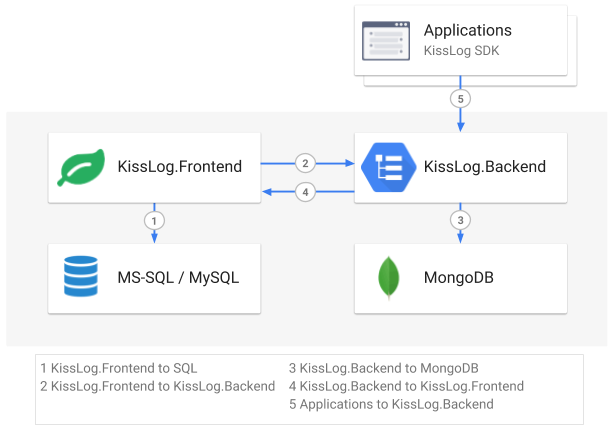 Applications
KissLog SDK
5
KissLog.Frontend
2
4
KissLog.Backend
1
3
MS-SQL / MySQL
MongoDB
1 KissLog.Frontend to SQL
2 KissLog.Frontend to KissLog.Backend
3 KissLog.Backend to MongoDB
4 KissLog.Backend to KissLog.Frontend
5 Applications to KissLog.Backend